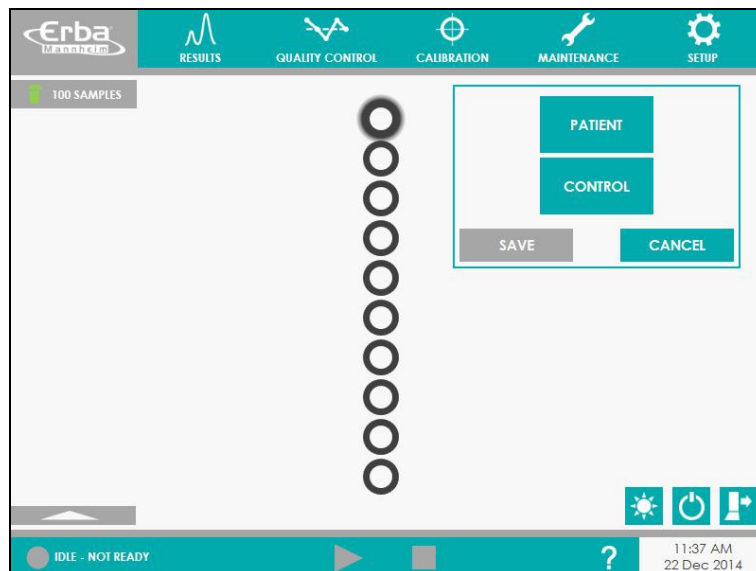 Erba
Mannheim
RESULTS
QUALITY CONTROL
CALIBRATION
MAINTENANCE
SETUP
100 SAMPLES
PATIENT
CONTROL
SAVE
CANCEL
IDLE - NOT READY
?
11:37 AM
22 Dec 2014